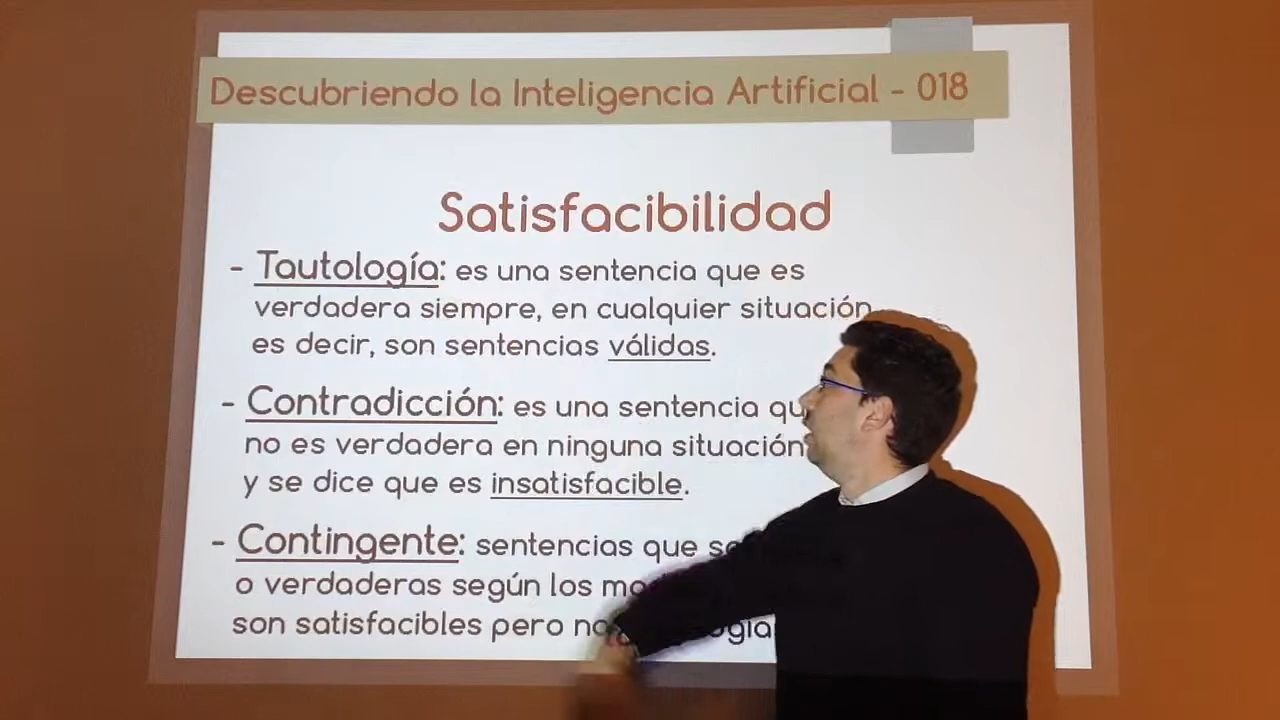 Descubriendo la Inteligencia Artificial - 018
Satisfacibilidad
- Tautología: es una sentencia que es
verdadera siempre, en cualquier situación
es decir, son sentencias válidas.
- Contradicción: es una sentencia
no es verdadera en ninguna situación
y se dice que es insatisfacible.
- Contingente: sentencias que
o verdaderas según los
son satisfacibles pero